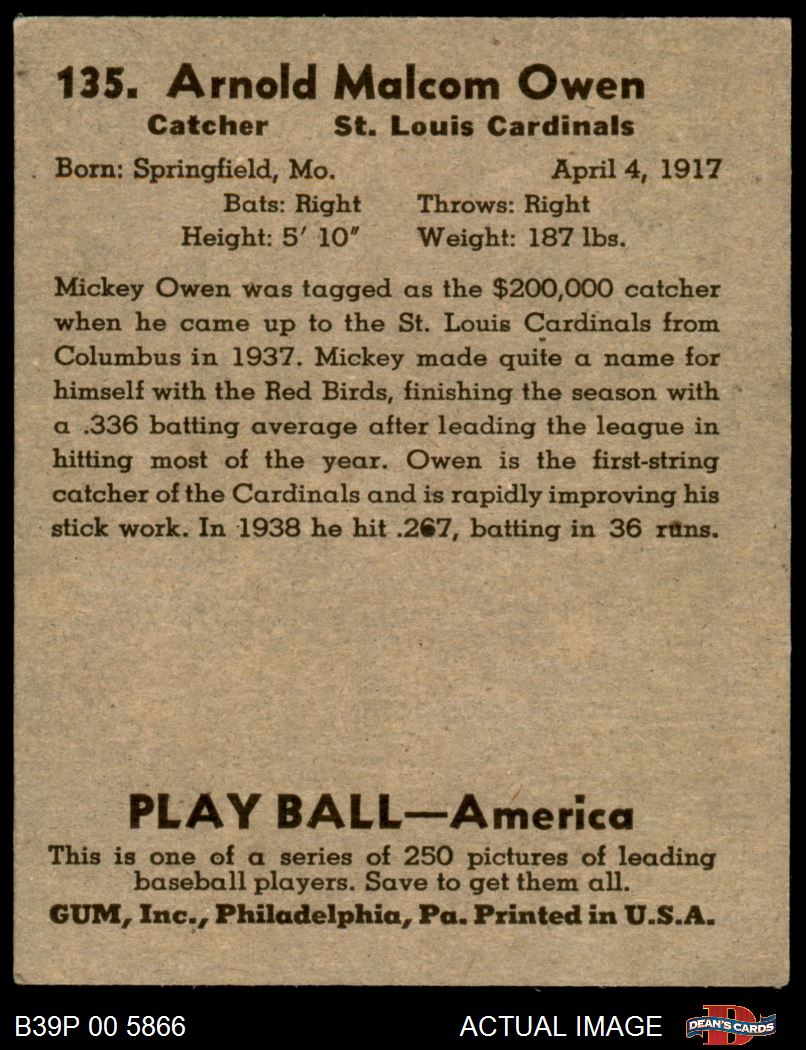 135. Arnold Malcom Owen
Catcher St. Louis Cardinals
Born: Springfield, Mo. April 4, 1917
Bats: Right Throws: Right
Height: 5' 10" Weight: 187 lbs.
Mickey Owen was tagged as the $200,000 catcher
when he came up to the St. Louis Cardinals from
Columbus in 1937. Mickey made quite a name for
himself with the Red Birds, finishing the season with
a .336 batting average after leading the league in
hitting most of the year. Owen is the first-string
catcher of the Cardinals and is rapidly improving his
stick work. In 1938 he hit .267, batting in 36 runs.
PLAY BALL—America
This is one of a series of 250 pictures of leading
baseball players. Save to get them all.
GUM, Inc., Philadelphia, Pa. Printed in U.S.A.
B39P 00 5866 ACTUAL IMAGE DEAN'S CARDS